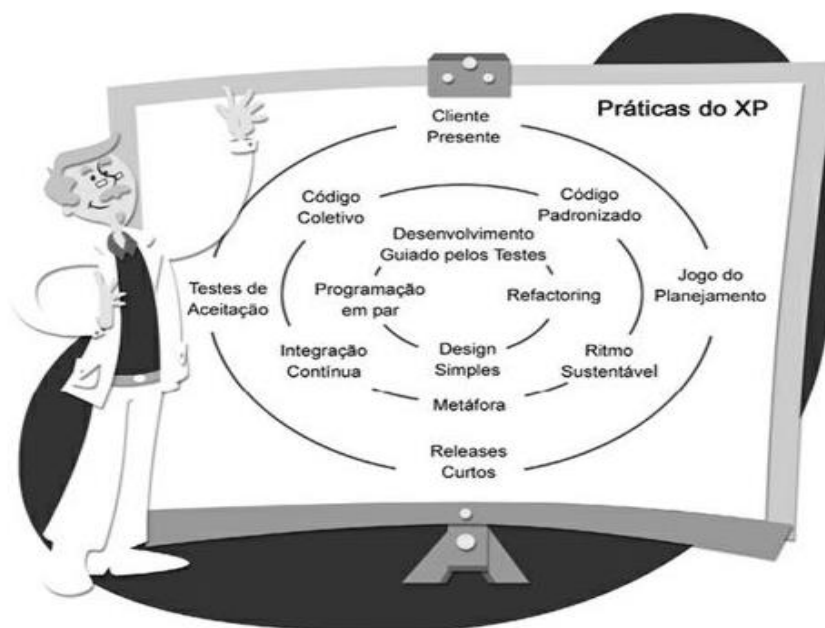 Práticas do XP
Cliente
Presente
Código
Coletivo
Código
Padronizado
Desenvolvimento
Guiado pelos Testes
Testes de
Aceitação
Programação
em par
Refactoring
Jogo do
Planejamento
Integração
Contínua
Design
Simples
Ritmo
Sustentável
Metáfora
Releases
Curtos